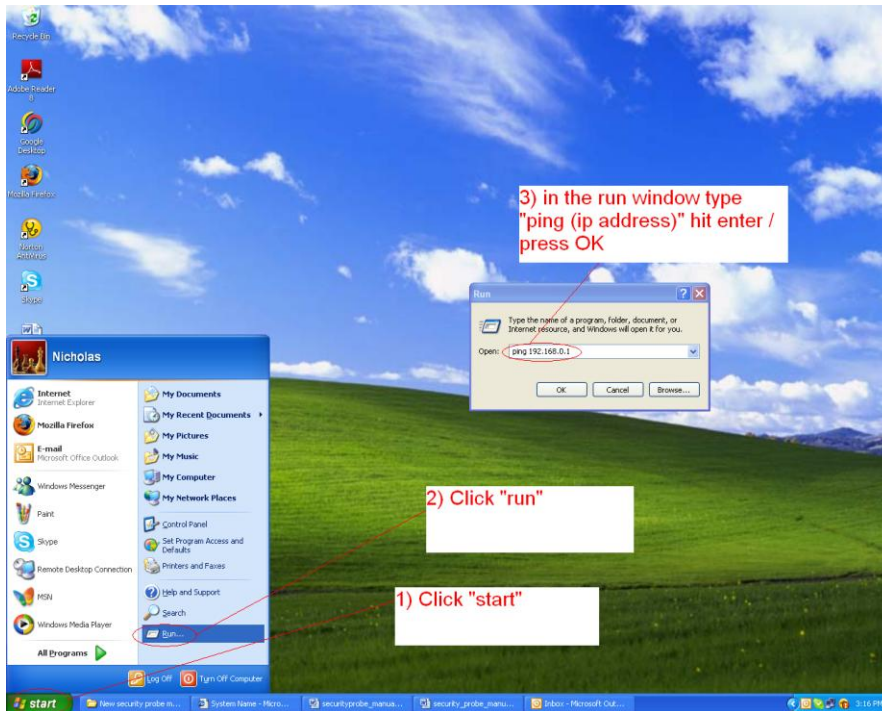 Recycle Bin
Adobe Reader
8
Google
Desktop
Mozilla Firefox
Norton
AntiVirus
Skype
3) in the run window type
"ping (ip address)" hit enter /
press OK
Run
Type the name of a program, folder, document, or
Internet resource, and Windows will open it for you.
Open: ping 192.168.0.1
OK Cancel Browse...
Nicholas
Internet
Internet Explorer
Mozilla Firefox
E-mail
Microsoft Office Outlook
Windows Messenger
Paint
Skype
Remote Desktop Connection
MSN
Windows Media Player
All Programs
My Documents
My Recent Documents
My Pictures
My Music
My Computer
My Network Places
Control Panel
Set Program Access and
Defaults
Printers and Faxes
Help and Support
Search
Run...
2) Click "run"
1) Click "start"
Log Off Turn Off Computer
start New security probe m... System Name - Micro... securityprobe_manua... security_probe_manu... Inbox - Microsoft Out... 3:16 PM